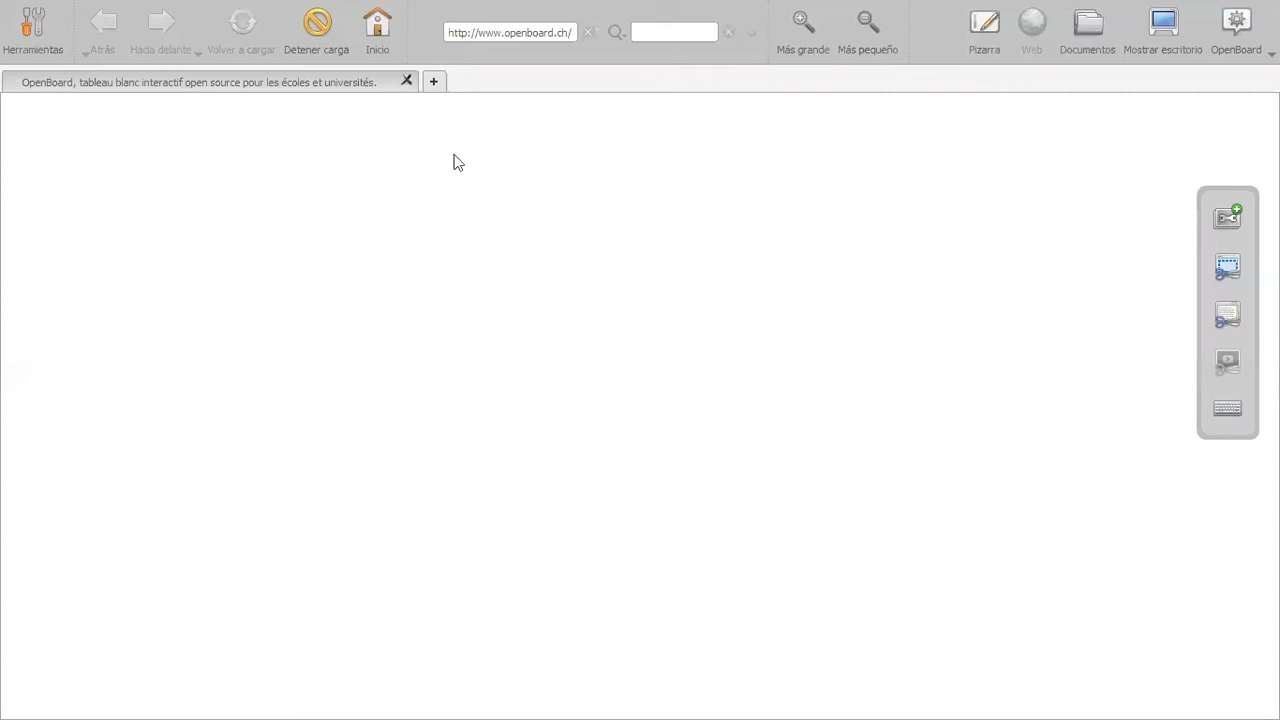 Herramientas Atrás Hacia delante Volver a cargar Detener carga Inicio http://www.openboard.ch/ Más grande Más pequeño Pizarra Web Documentos Mostrar escritorio OpenBoard
OpenBoard, tableau blanc interactif open source pour les écoles et universités. +